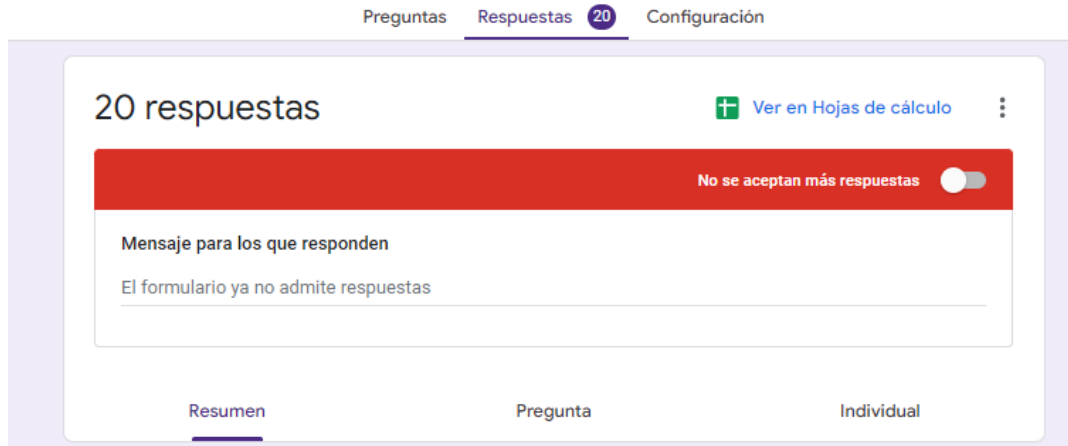 Preguntas Respuestas 20 Configuración
20 respuestas Ver en Hojas de cálculo
No se aceptan más respuestas
Mensaje para los que responden
El formulario ya no admite respuestas
Resumen Pregunta Individual